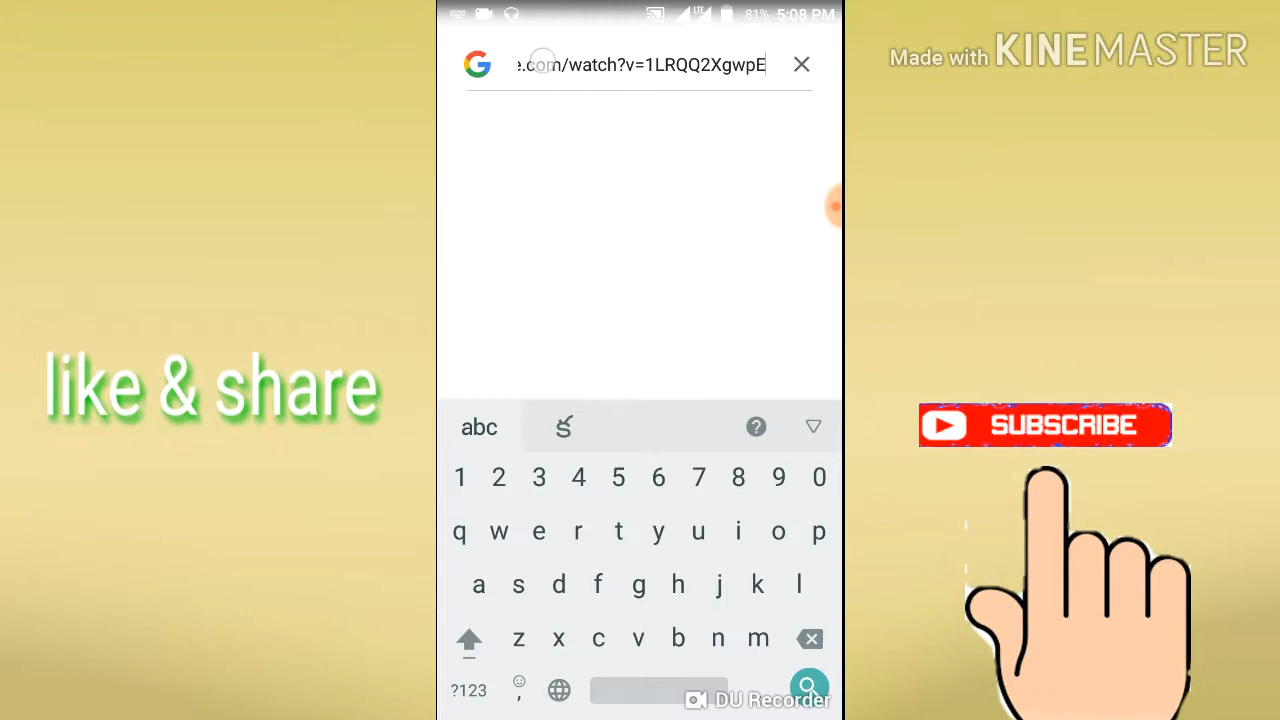 LTE 81% 5:08 PM
G e.com/watch?v=1LRQQ2XgwpE
Made with KINEMASTER
like & share
SUBSCRIBE
abc
1 2 3 4 5 6 7 8 9 0
q w e r t y u i o p
a s d f g h j k l
z x c v b n m
?123 ,
DU Recorder